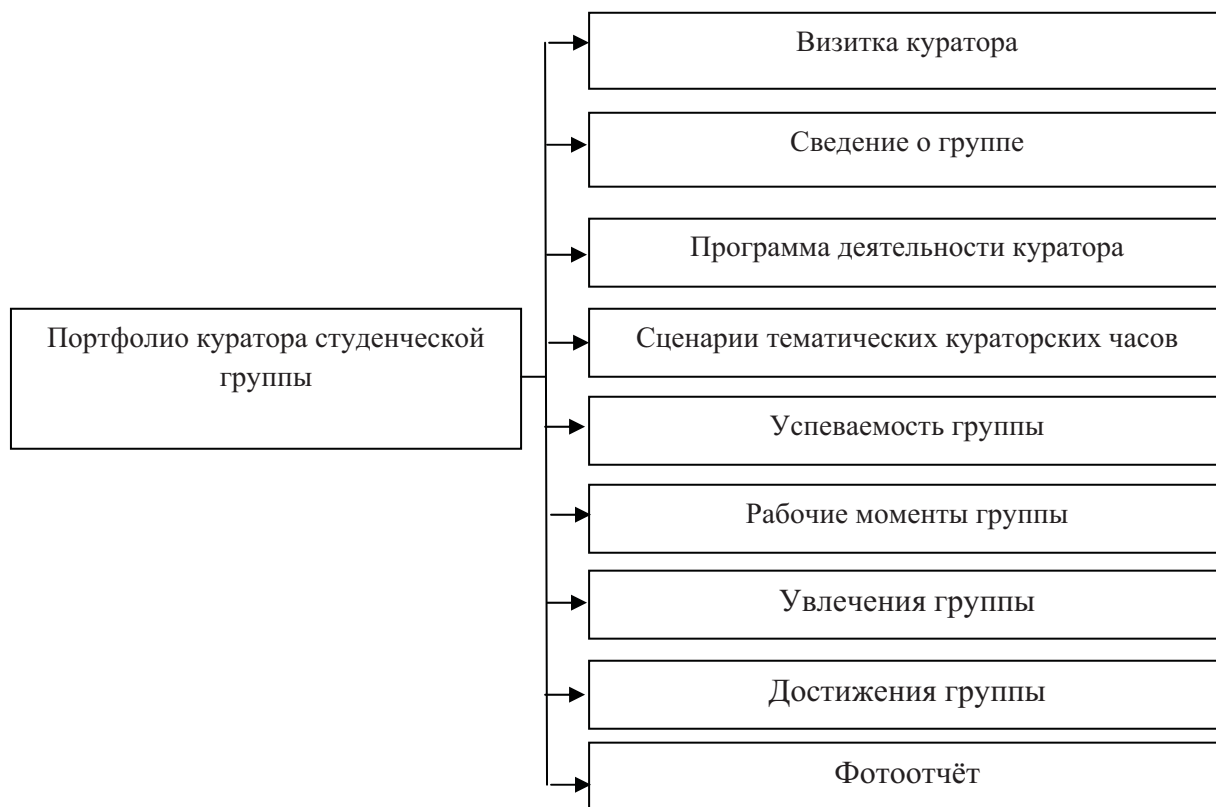 Визитка куратора
Сведение о группе
Программа деятельности куратора
Портфолио куратора студенческой
группы
Сценарии тематических кураторских часов
Успеваемость группы
Рабочие моменты группы
Увлечения группы
Достижения группы
Фотоотчёт